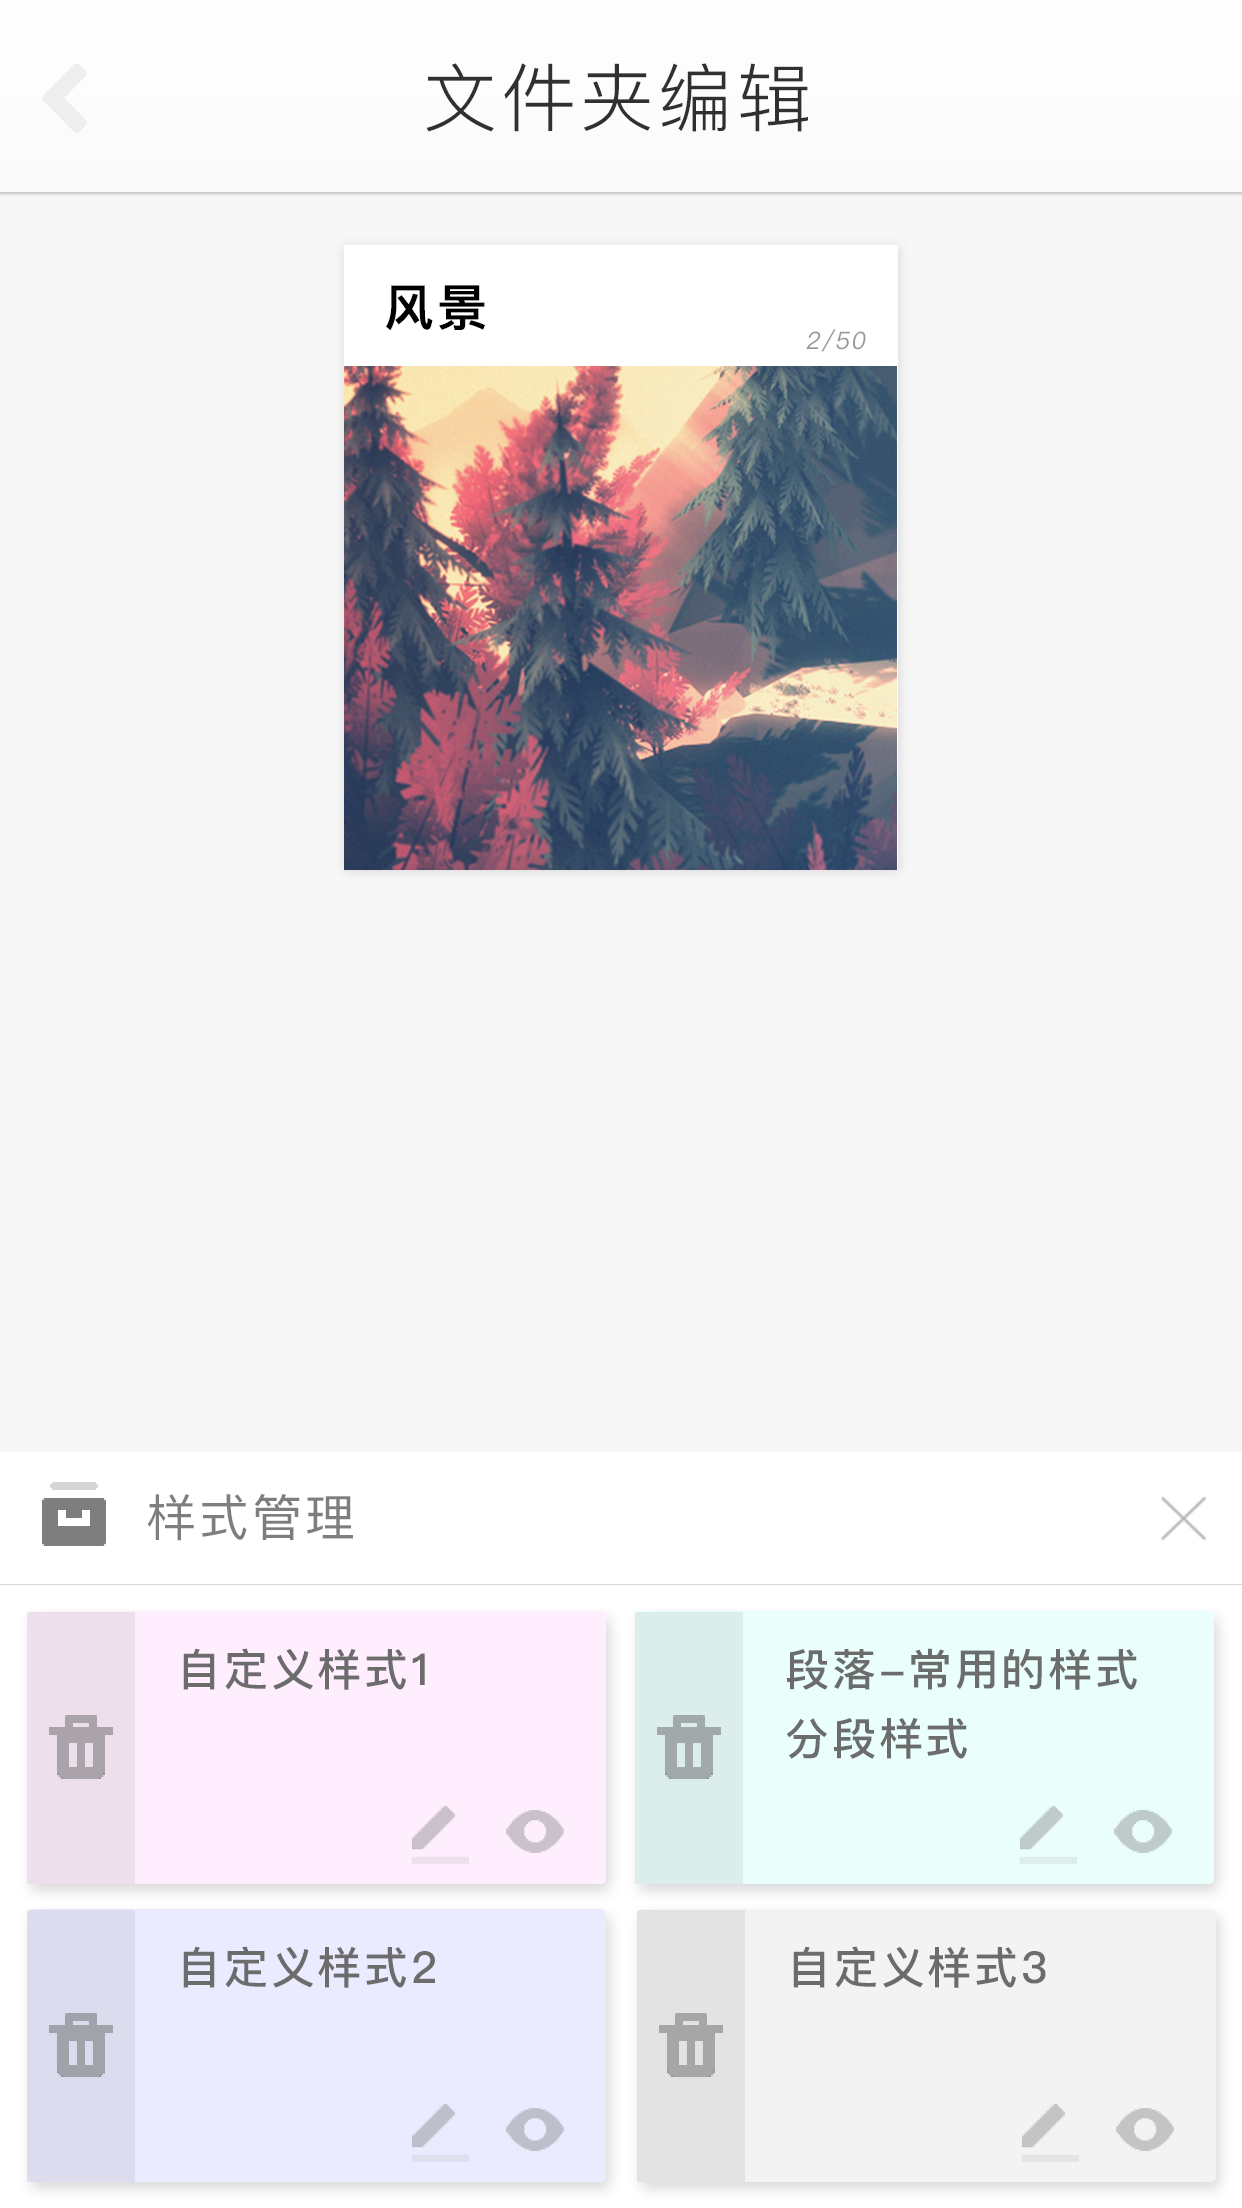 文件夹编辑
风景
2/50
样式管理
自定义样式1
段落–常用的样式
分段样式
自定义样式2
自定义样式3